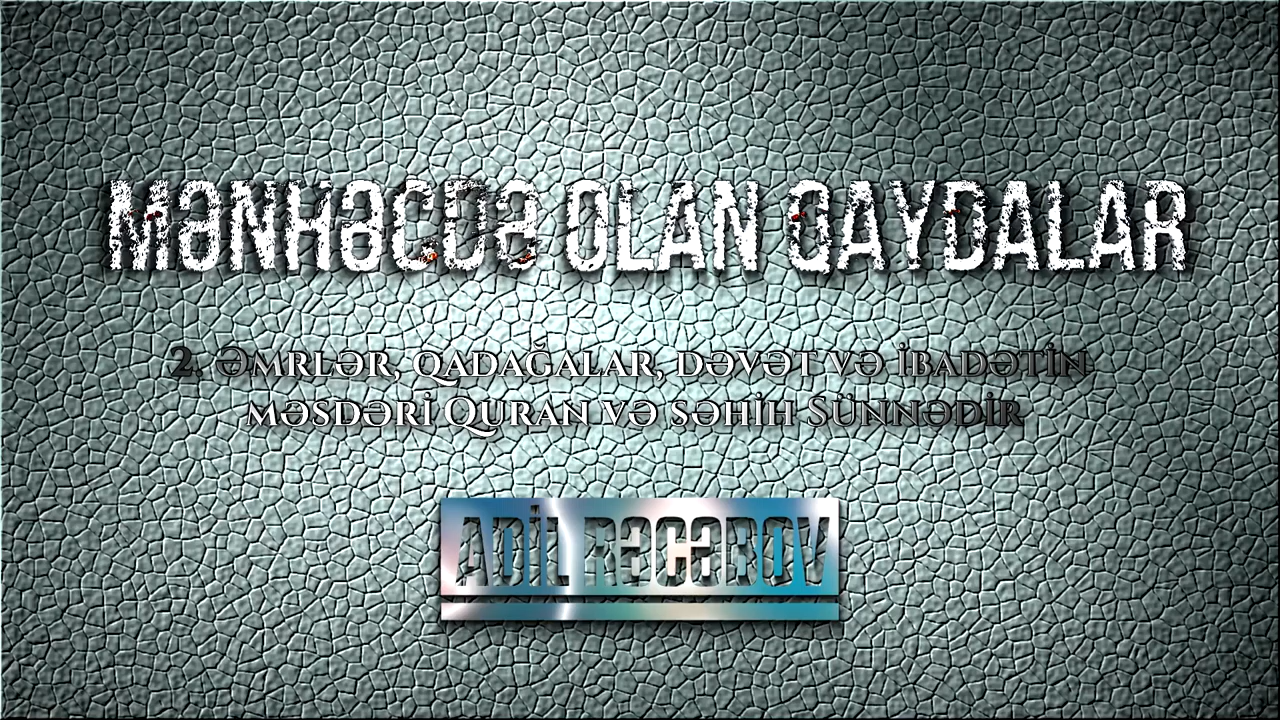 MƏNHƏCDƏ OLAN QAYDALAR
2. Əmrlər, qadağalar, dəvət və ibadətin
məsdəri Quran və səhih Sünnədir
ADİL RƏCƏBOV